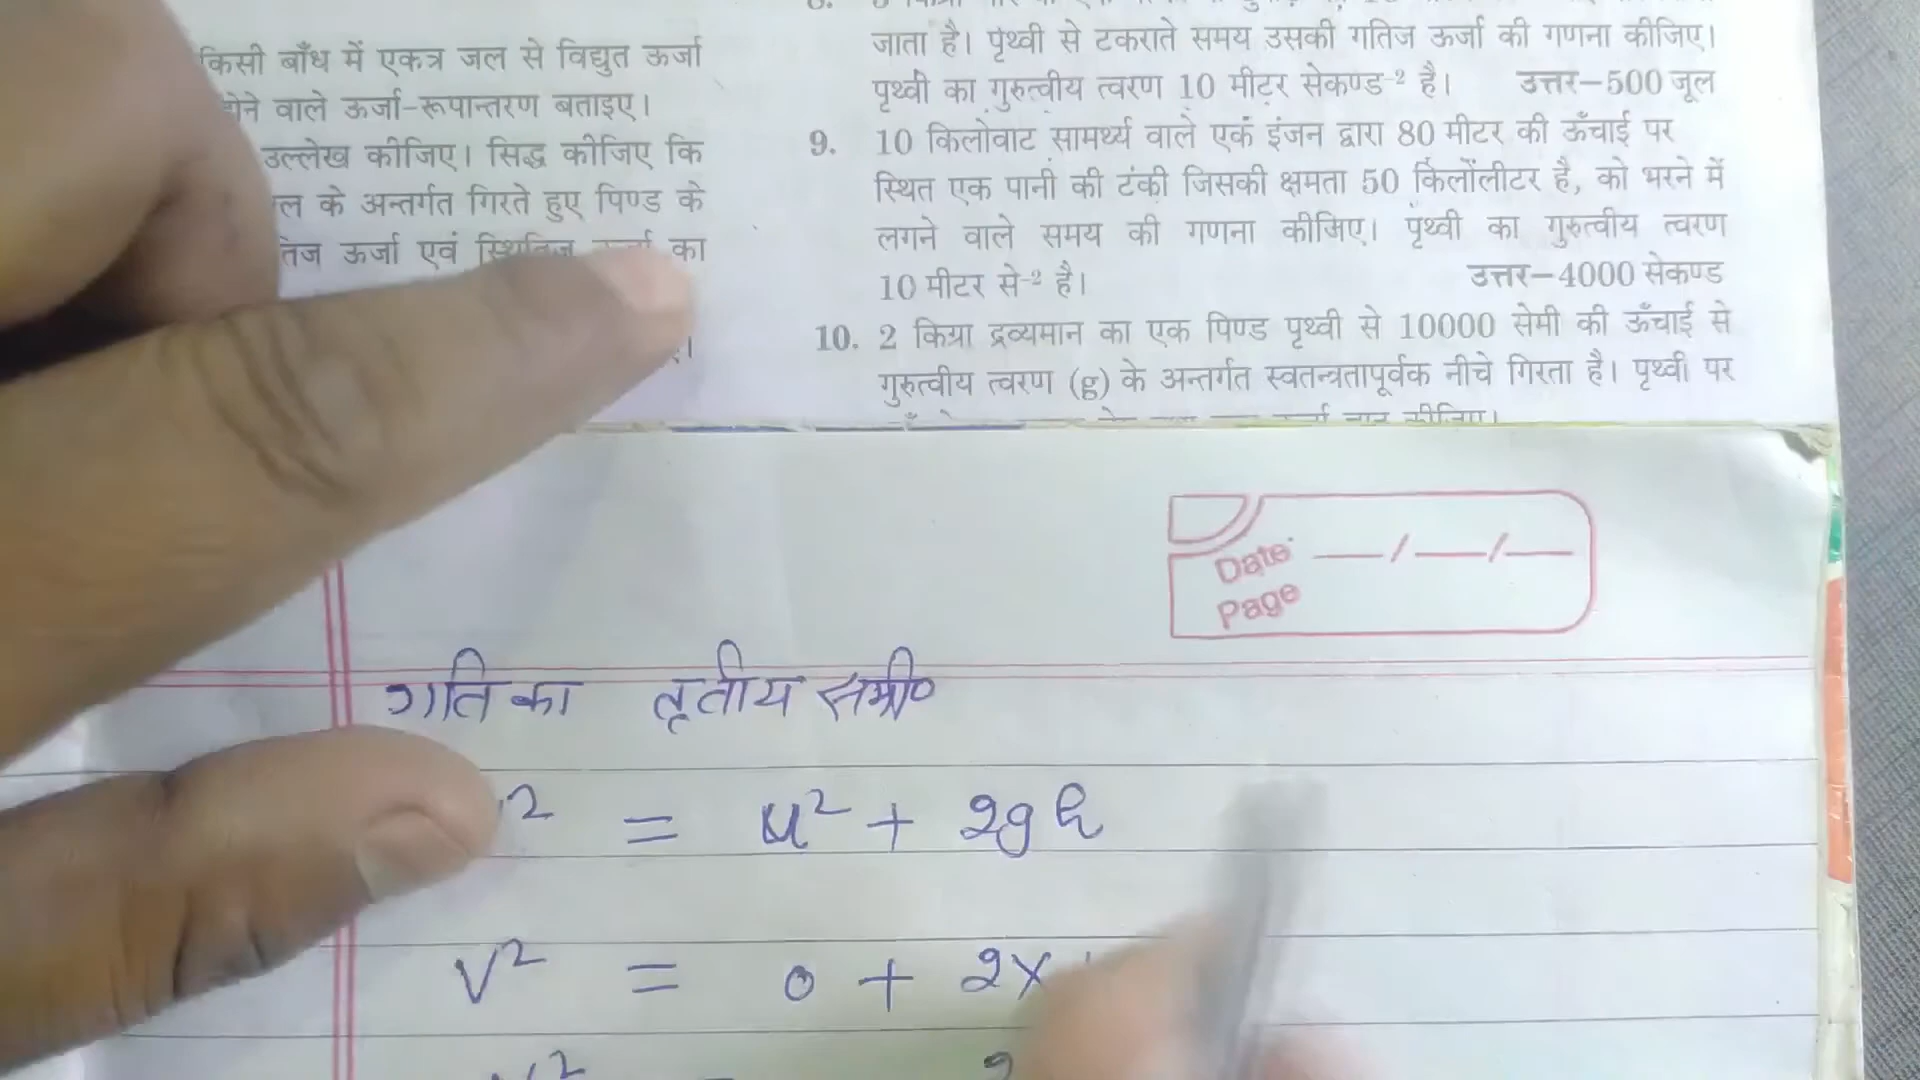 किसी बाँध में एकत्र जल से विद्युत ऊर्जा
होने वाले ऊर्जा-रूपान्तरण बताइए।
उल्लेख कीजिए। सिद्ध कीजिए कि
के अन्तर्गत गिरते हुए पिण्ड के
ऊर्जा एवं स्थितिज ऊर्जा का
8.
जाता है। पृथ्वी से टकराते समय उसकी गतिज ऊर्जा की गणना कीजिए।
पृथ्वी का गुरुत्वीय त्वरण 10 मीटर सेकण्ड⁻² है। उत्तर–500 जूल
9. 10 किलोवाट सामर्थ्य वाले एक इंजन द्वारा 80 मीटर की ऊँचाई पर
स्थित एक पानी की टंकी जिसकी क्षमता 50 किलोलीटर है, को भरने में
लगने वाले समय की गणना कीजिए। पृथ्वी का गुरुत्वीय त्वरण
10 मीटर से⁻² है। उत्तर–4000 सेकण्ड
10. 2 किग्रा द्रव्यमान का एक पिण्ड पृथ्वी से 10000 सेमी की ऊँचाई से
गुरुत्वीय त्वरण (g) के अन्तर्गत स्वतन्त्रतापूर्वक नीचे गिरता है। पृथ्वी पर
Date / /
Page
गति का तृतीय समी०
² = u² + 2gh
v² = 0 + 2×